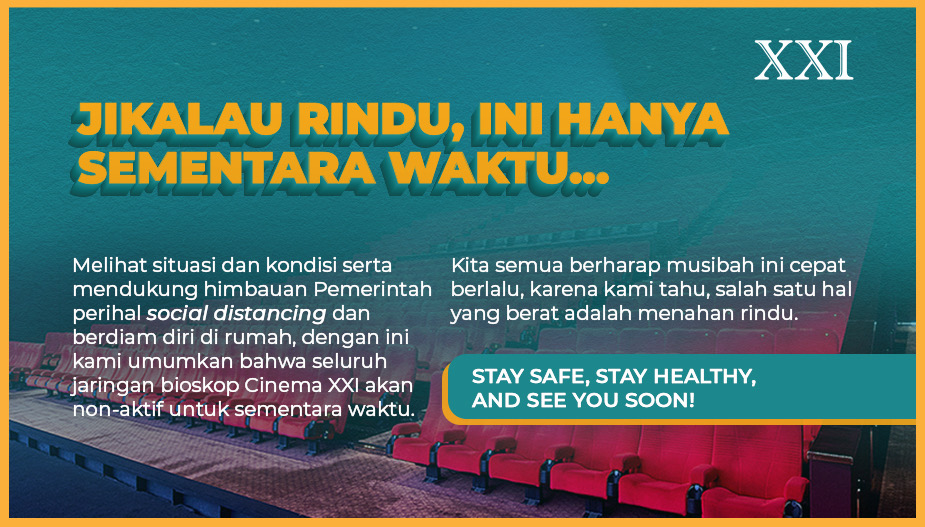 XXI
JIKALAU RINDU, INI HANYA
SEMENTARA WAKTU...
Melihat situasi dan kondisi serta
mendukung himbauan Pemerintah
perihal social distancing dan
berdiam diri di rumah, dengan ini
kami umumkan bahwa seluruh
jaringan bioskop Cinema XXI akan
non-aktif untuk sementara waktu.
Kita semua berharap musibah ini cepat
berlalu, karena kami tahu, salah satu hal
yang berat adalah menahan rindu.
STAY SAFE, STAY HEALTHY,
AND SEE YOU SOON!